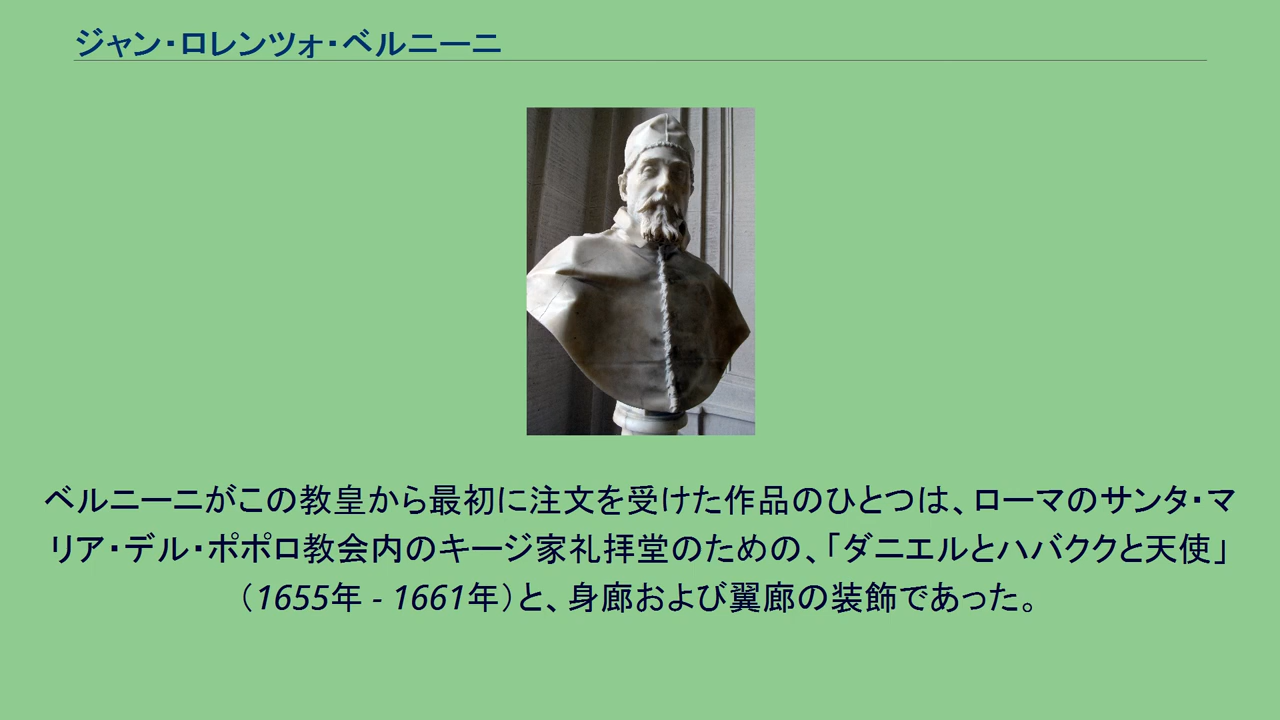 ジャン・ロレンツォ・ベルニーニ
ベルニーニがこの教皇から最初に注文を受けた作品のひとつは、ローマのサンタ・マ
リア・デル・ポポロ教会内のキージ家礼拝堂のための、「ダニエルとハバククと天使」
（1655年 - 1661年）と、身廊および翼廊の装飾であった。